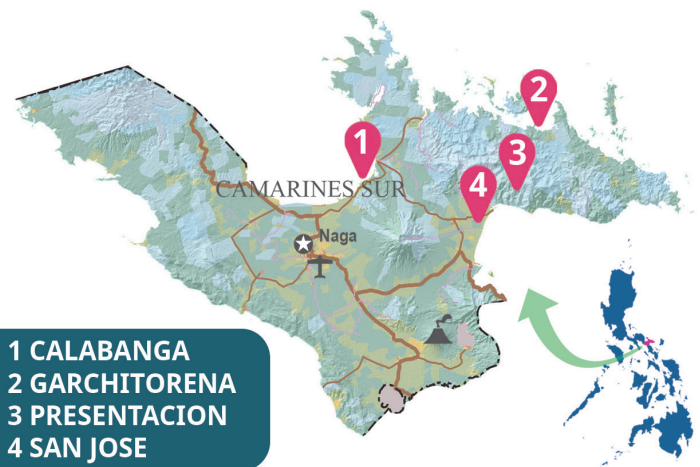 2
1
3
4
CAMARINES SUR
Naga
1 CALABANGA
2 GARCHITORENA
3 PRESENTACION
4 SAN JOSE